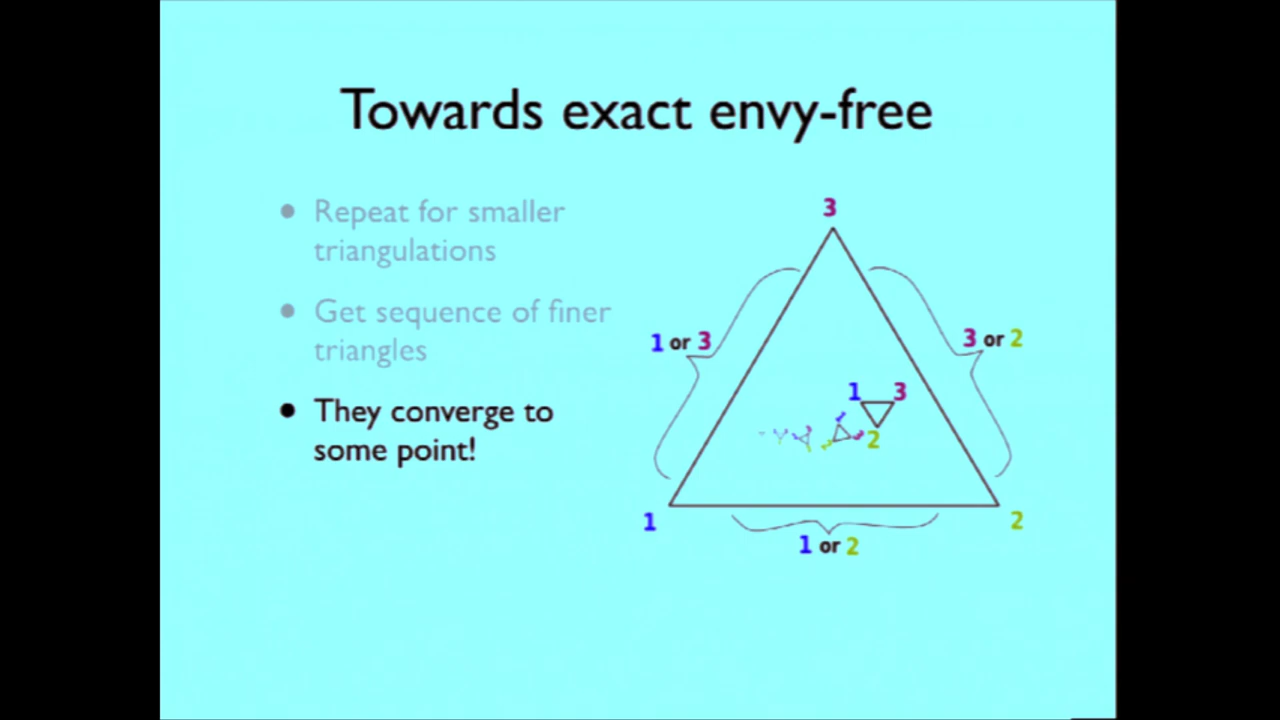 Towards exact envy-free
Repeat for smaller
triangulations
Get sequence of finer
triangles
They converge to
some point!
3
1 or 3
3 or 2
1 3
2
1
2
1 or 2